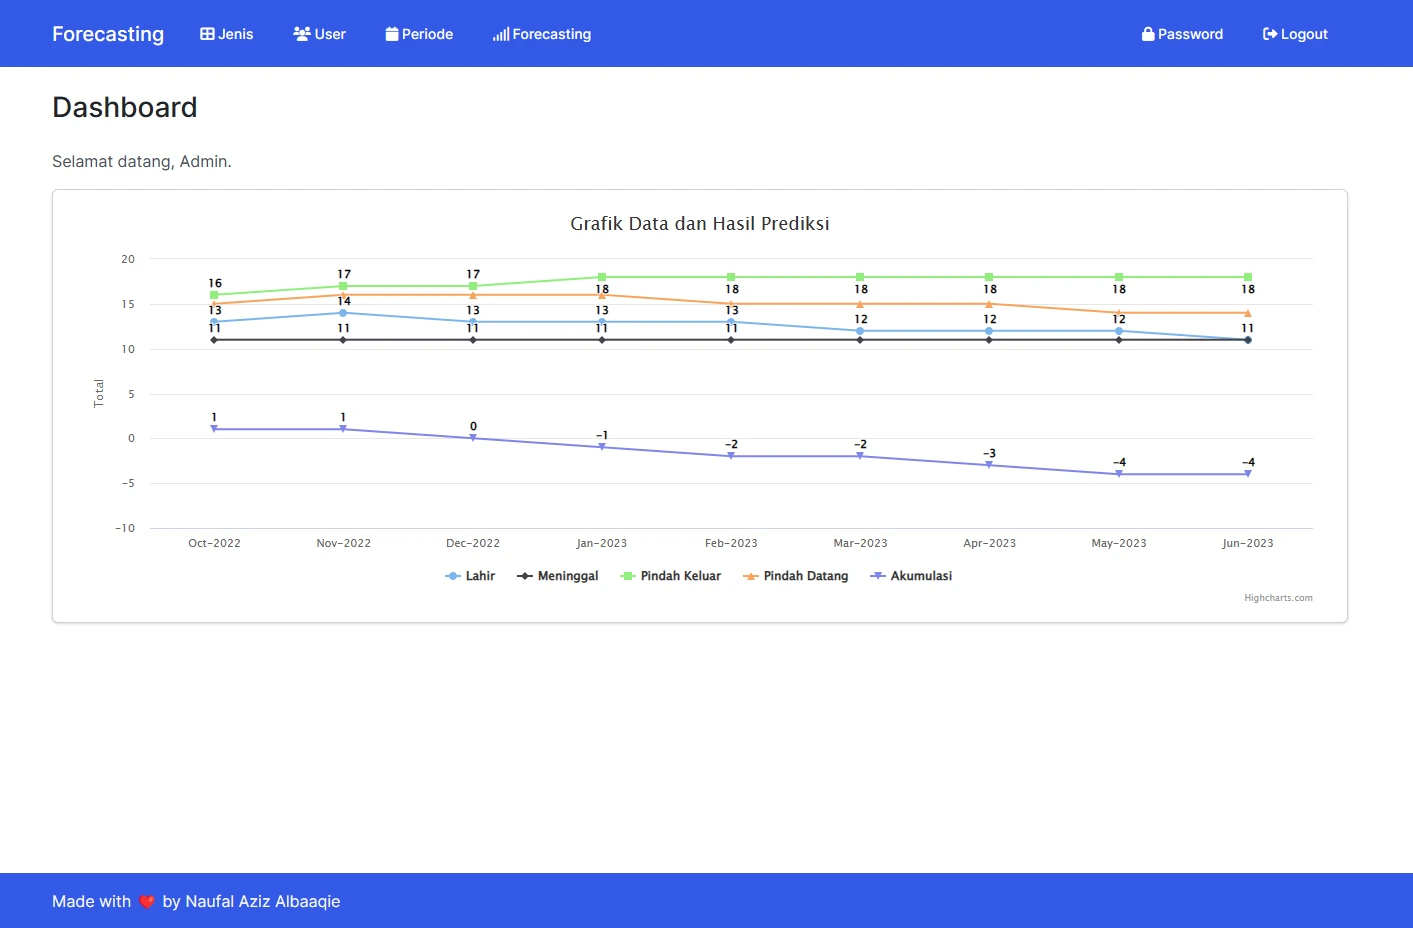 Forecasting Jenis User Periode Forecasting Password Logout
Dashboard
Selamat datang, Admin.
Grafik Data dan Hasil Prediksi
Total
20
15
10
5
0
−5
−10
16 17 17 18 18 18 18 18 18
13 14 13 13 13 12 12 12 11
11 11 11 11 11
1 1 0 −1 −2 −2 −3 −4 −4
Oct-2022 Nov-2022 Dec-2022 Jan-2023 Feb-2023 Mar-2023 Apr-2023 May-2023 Jun-2023
Lahir Meninggal Pindah Keluar Pindah Datang Akumulasi
Highcharts.com
Made with ❤️ by Naufal Aziz Albaaqie